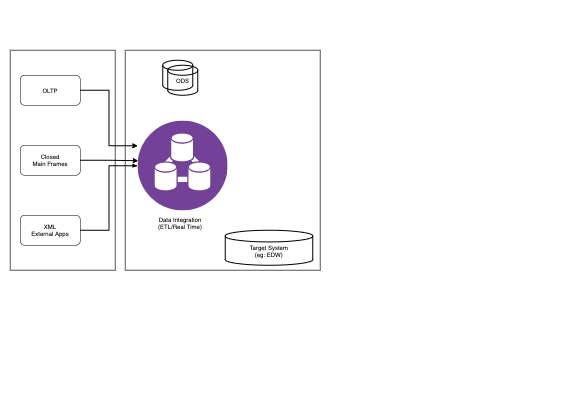 OLTP
Closed
Main Frames
XML
External Apps
ODS
Data Integration
(ETL/Real Time)
Target System
(eg: EDW)